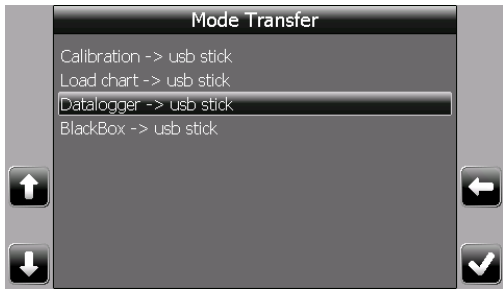 Mode Transfer
Calibration -> usb stick
Load chart -> usb stick
Datalogger -> usb stick
BlackBox -> usb stick